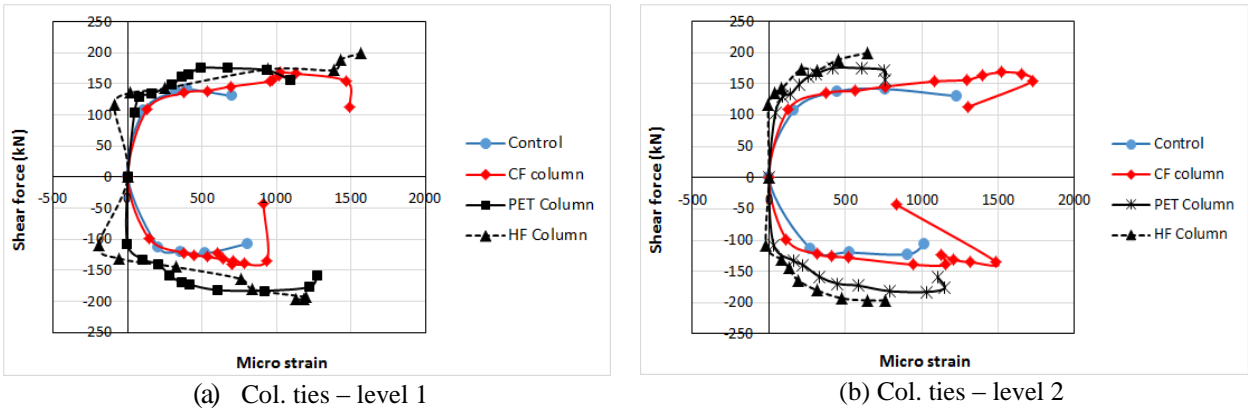 250
200
150
100
50
0
-50
-100
-150
-200
-250
-500
0
500
1000
1500
2000
Shear force (kN)
Micro strain
Control
CF column
PET Column
HF Column
(a) Col. ties – level 1
250
200
150
100
50
0
-50
-100
-150
-200
-250
-500
0
500
1000
1500
2000
Shear force (kN)
Micro strain
Control
CF column
PET Column
HF Column
(b) Col. ties – level 2